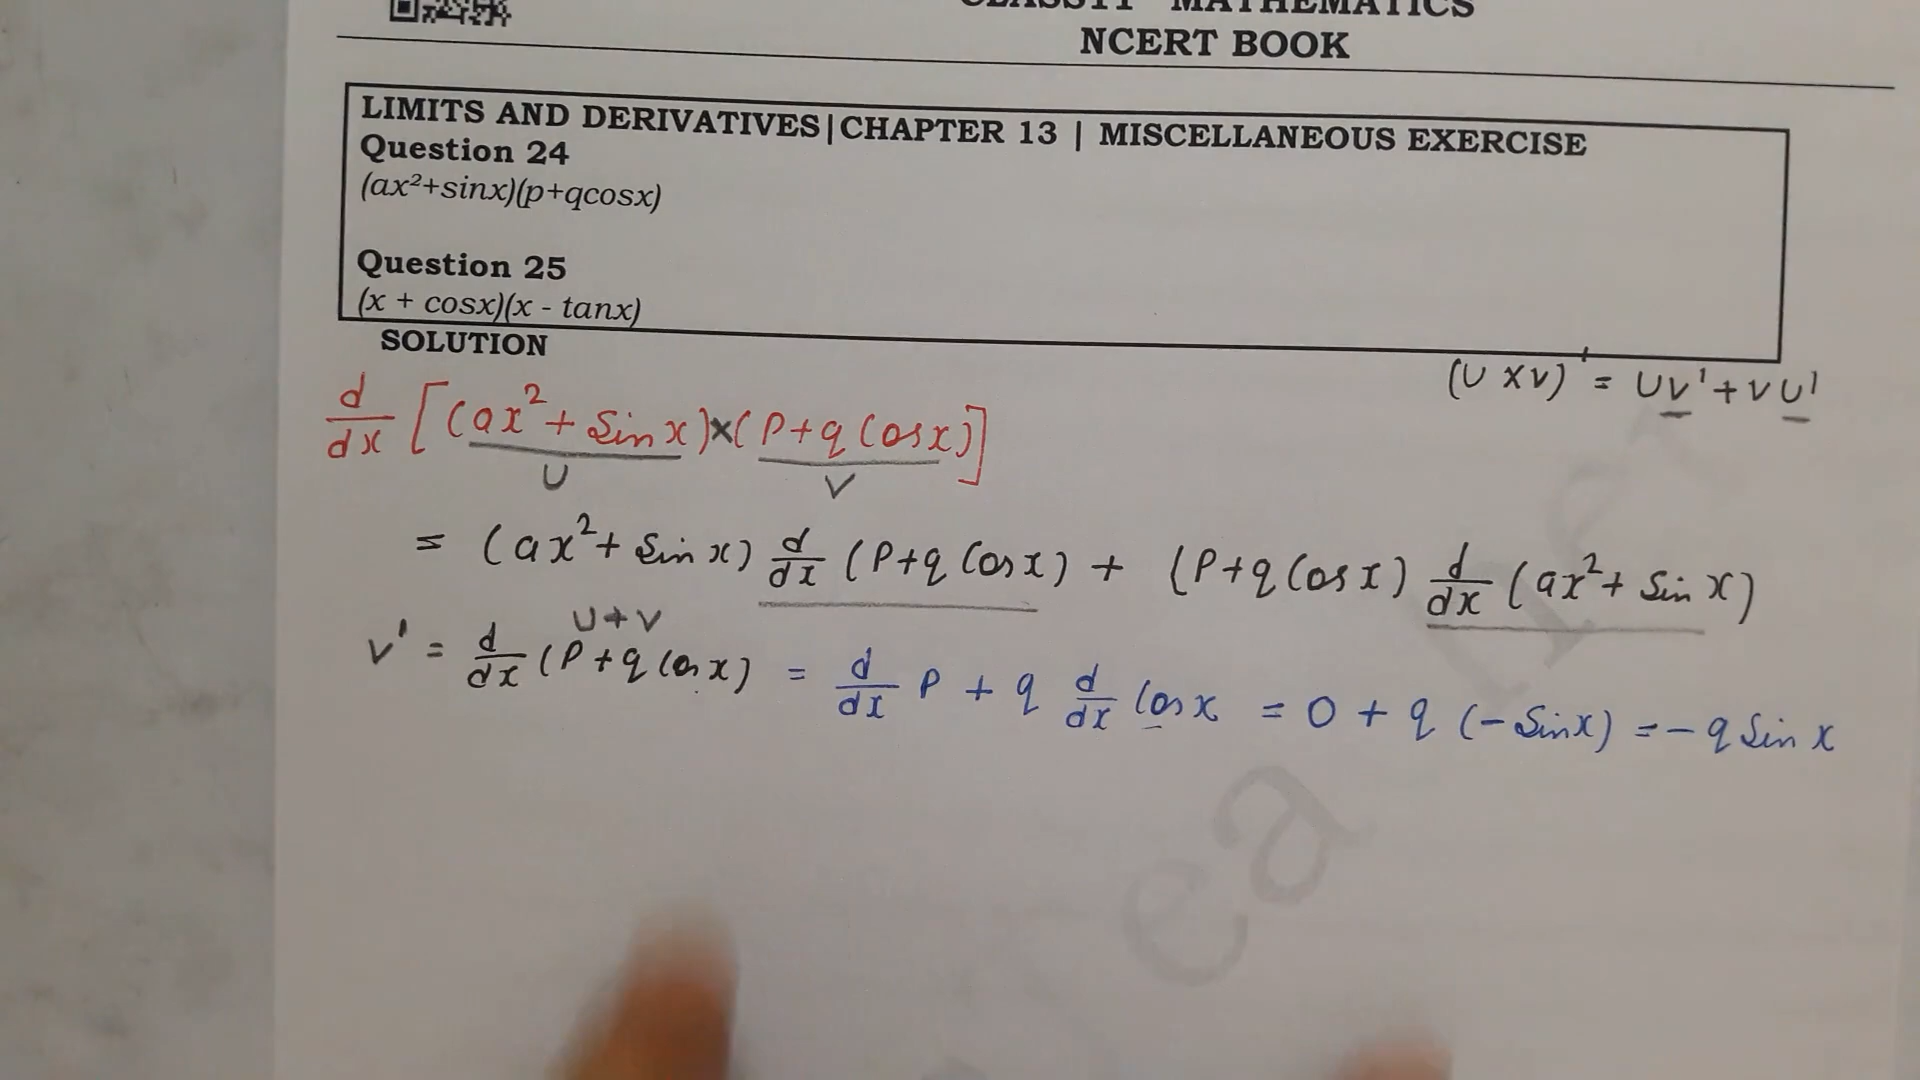 CLASS11 MATHEMATICS
NCERT BOOK
LIMITS AND DERIVATIVES|CHAPTER 13 | MISCELLANEOUS EXERCISE
Question 24
(ax²+sinx)(p+qcosx)
Question 25
(x + cosx)(x - tanx)
SOLUTION
(U×V)' = UV' + VU'
d/dx [(ax² + Sin x)×(P+q Cos x)]
U V
= (ax² + Sin x) d/dx (P+q Cos x) + (P+q Cos x) d/dx (ax² + Sin x)
U+V
V' = d/dx (P + q Cos x) = d/dx P + q d/dx Cos x = 0 + q (- Sin x) = - q Sin x